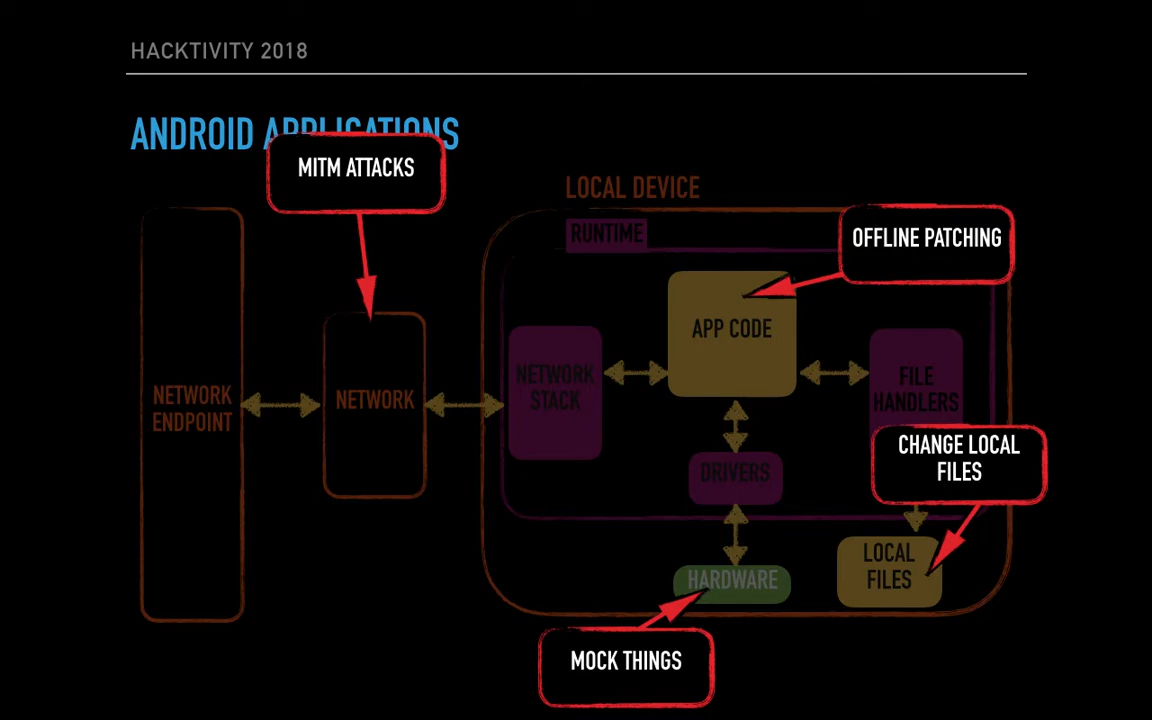 HACKTIVITY 2018
ANDROID APPLICATIONS
MITM ATTACKS
LOCAL DEVICE
RUNTIME
OFFLINE PATCHING
APP CODE
NETWORK
STACK
FILE
HANDLERS
NETWORK
ENDPOINT
NETWORK
CHANGE LOCAL
FILES
DRIVERS
LOCAL
FILES
HARDWARE
MOCK THINGS